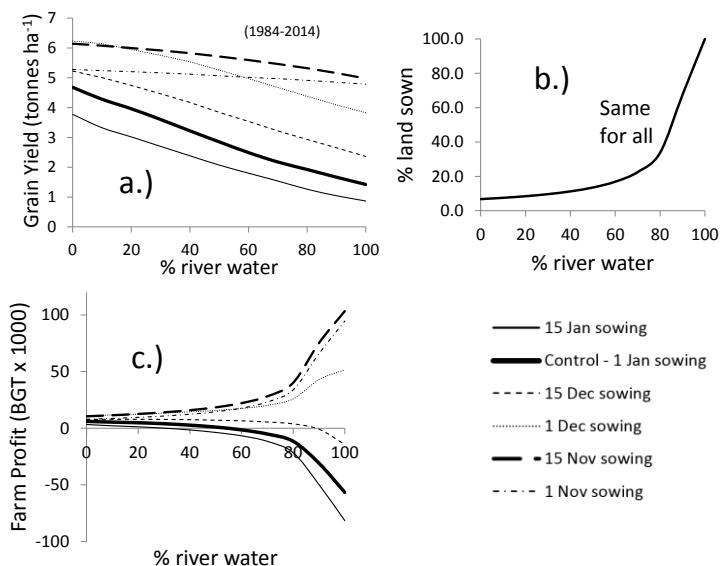 7
6
5
4
3
2
1
0
Grain Yield (tonnes ha⁻¹)
(1984-2014)
a.)
0 20 40 60 80 100
% river water
100.0
80.0
60.0
40.0
20.0
0.0
% land sown
b.)
Same
for all
0 20 40 60 80 100
% river water
100
50
0
-50
-100
Farm Profit (BGT x 1000)
c.)
0 20 40 60 80 100
% river water
15 Jan sowing
Control - 1 Jan sowing
15 Dec sowing
1 Dec sowing
15 Nov sowing
1 Nov sowing